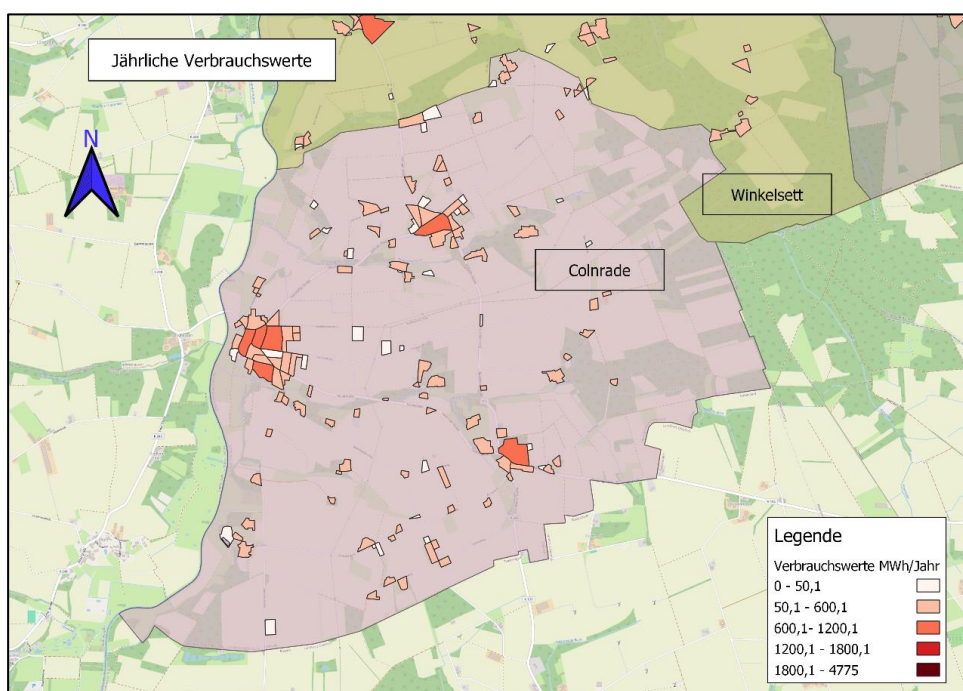 Jährliche Verbrauchswerte
N
Winkelsett
Colnrade
Legende
Verbrauchswerte MWh/Jahr
0 - 50,1
50,1 - 600,1
600,1- 1200,1
1200,1 - 1800,1
1800,1 - 4775